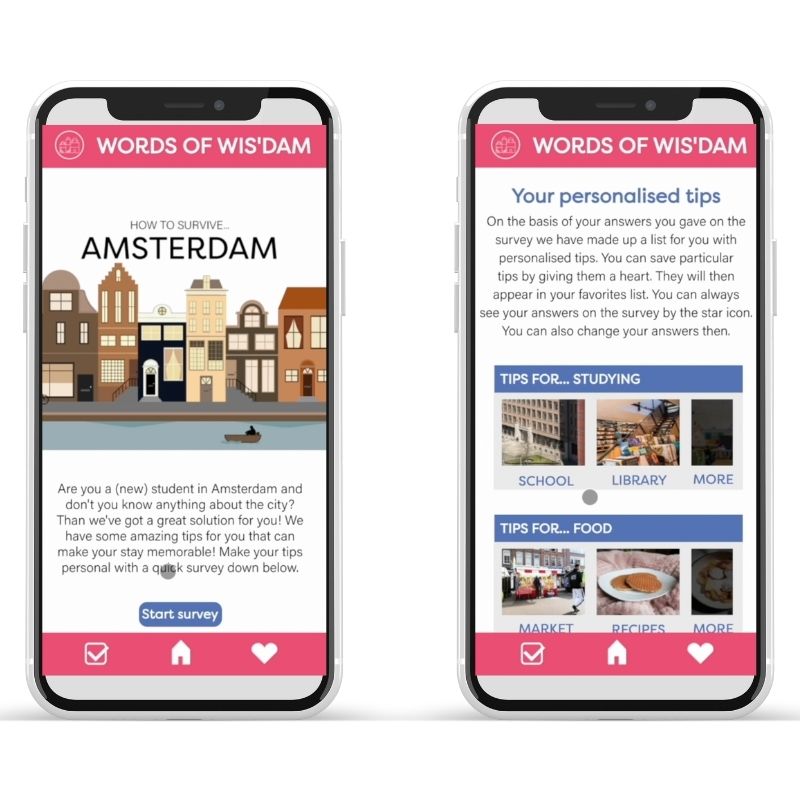 WORDS OF WIS'DAM
HOW TO SURVIVE...
AMSTERDAM
Are you a (new) student in Amsterdam and
don't you know anything about the city?
Than we've got a great solution for you! We
have some amazing tips for you that can
make your stay memorable! Make your tips
personal with a quick survey down below.
Start survey
WORDS OF WIS'DAM
Your personalised tips
On the basis of your answers you gave on the
survey we have made up a list for you with
personalised tips. You can save particular
tips by giving them a heart. They will then
appear in your favorites list. You can always
see your answers on the survey by the star icon.
You can also change your answers then.
TIPS FOR... STUDYING
SCHOOL LIBRARY MORE
TIPS FOR... FOOD
MARKET RECIPES MORE